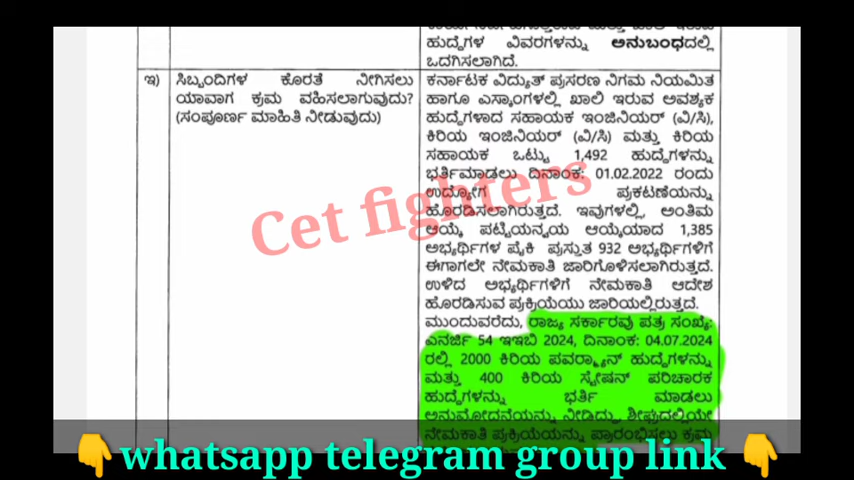 ಹುದ್ದೆಗಳ ವಿವರಗಳನ್ನು ಅನುಬಂಧದಲ್ಲಿ
ಒದಗಿಸಲಾಗಿದೆ.
ಇ) ಸಿಬ್ಬಂದಿಗಳ ಕೊರತೆ ನೀಗಿಸಲು
ಯಾವಾಗ ಕ್ರಮ ವಹಿಸಲಾಗುವುದು?
(ಸಂಪೂರ್ಣ ಮಾಹಿತಿ ನೀಡುವುದು)
ಕರ್ನಾಟಕ ವಿದ್ಯುತ್ ಪ್ರಸರಣ ನಿಗಮ ನಿಯಮಿತ
ಹಾಗೂ ಎಸ್ಕಾಂಗಳಲ್ಲಿ ಖಾಲಿ ಇರುವ ಅವಶ್ಯಕ
ಹುದ್ದೆಗಳಾದ ಸಹಾಯಕ ಇಂಜಿನಿಯರ್ (ವಿ/ಸಿ),
ಕಿರಿಯ ಇಂಜಿನಿಯರ್ (ವಿ/ಸಿ) ಮತ್ತು ಕಿರಿಯ
ಸಹಾಯಕ ಒಟ್ಟು 1,492 ಹುದ್ದೆಗಳನ್ನು
ಭರ್ತಿಮಾಡಲು ದಿನಾಂಕ: 01.02.2022 ರಂದು
ಉದ್ಯೋಗ ಪ್ರಕಟಣೆಯನ್ನು
ಹೊರಡಿಸಲಾಗಿರುತ್ತದೆ. ಇವುಗಳಲ್ಲಿ, ಅಂತಿಮ
ಆಯ್ಕೆ ಪಟ್ಟಿಯನ್ವಯ ಆಯ್ಕೆಯಾದ 1,385
ಅಭ್ಯರ್ಥಿಗಳ ಪೈಕಿ ಪ್ರಸ್ತುತ 932 ಅಭ್ಯರ್ಥಿಗಳಿಗೆ
ಈಗಾಗಲೇ ನೇಮಕಾತಿ ಜಾರಿಗೊಳಿಸಲಾಗಿರುತ್ತದೆ.
ಉಳಿದ ಅಭ್ಯರ್ಥಿಗಳಿಗೆ ನೇಮಕಾತಿ ಆದೇಶ
ಹೊರಡಿಸುವ ಪ್ರಕ್ರಿಯೆಯು ಜಾರಿಯಲ್ಲಿರುತ್ತದೆ.
ಮುಂದುವರೆದು, ರಾಜ್ಯ ಸರ್ಕಾರವು ಪತ್ರ ಸಂಖ್ಯೆ:
ಎನರ್ಜಿ 54 ಇಇಬಿ 2024, ದಿನಾಂಕ: 04.07.2024
ರಲ್ಲಿ 2000 ಕಿರಿಯ ಪವರ್‌ಮ್ಯಾನ್ ಹುದ್ದೆಗಳನ್ನು
ಮತ್ತು 400 ಕಿರಿಯ ಸ್ಟೇಷನ್ ಪರಿಚಾರಕ
ಹುದ್ದೆಗಳನ್ನು ಭರ್ತಿ ಮಾಡಲು
ಅನುಮೋದನೆಯನ್ನು ನೀಡಿದ್ದು, ಶೀಘ್ರದಲ್ಲಿಯೇ
ನೇಮಕಾತಿ ಪ್ರಕ್ರಿಯೆಯನ್ನು ಪ್ರಾರಂಭಿಸಲು ಕ್ರಮ
Cet fighters
👇whatsapp telegram group link 👇